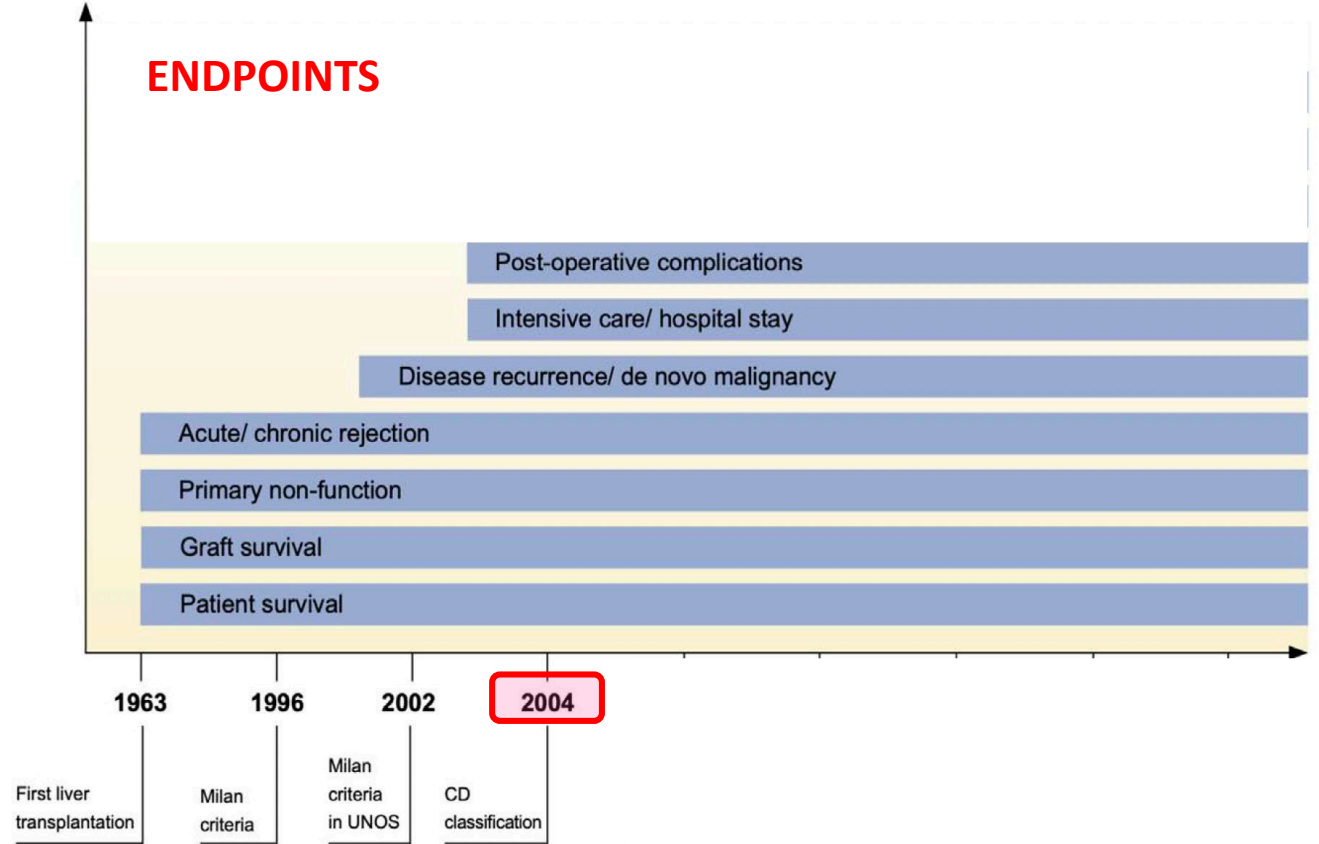 ENDPOINTS
Post-operative complications
Intensive care/ hospital stay
Disease recurrence/ de novo malignancy
Acute/ chronic rejection
Primary non-function
Graft survival
Patient survival
1963
1996
2002
2004
First liver
transplantation
Milan
criteria
Milan
criteria
in UNOS
CD
classification